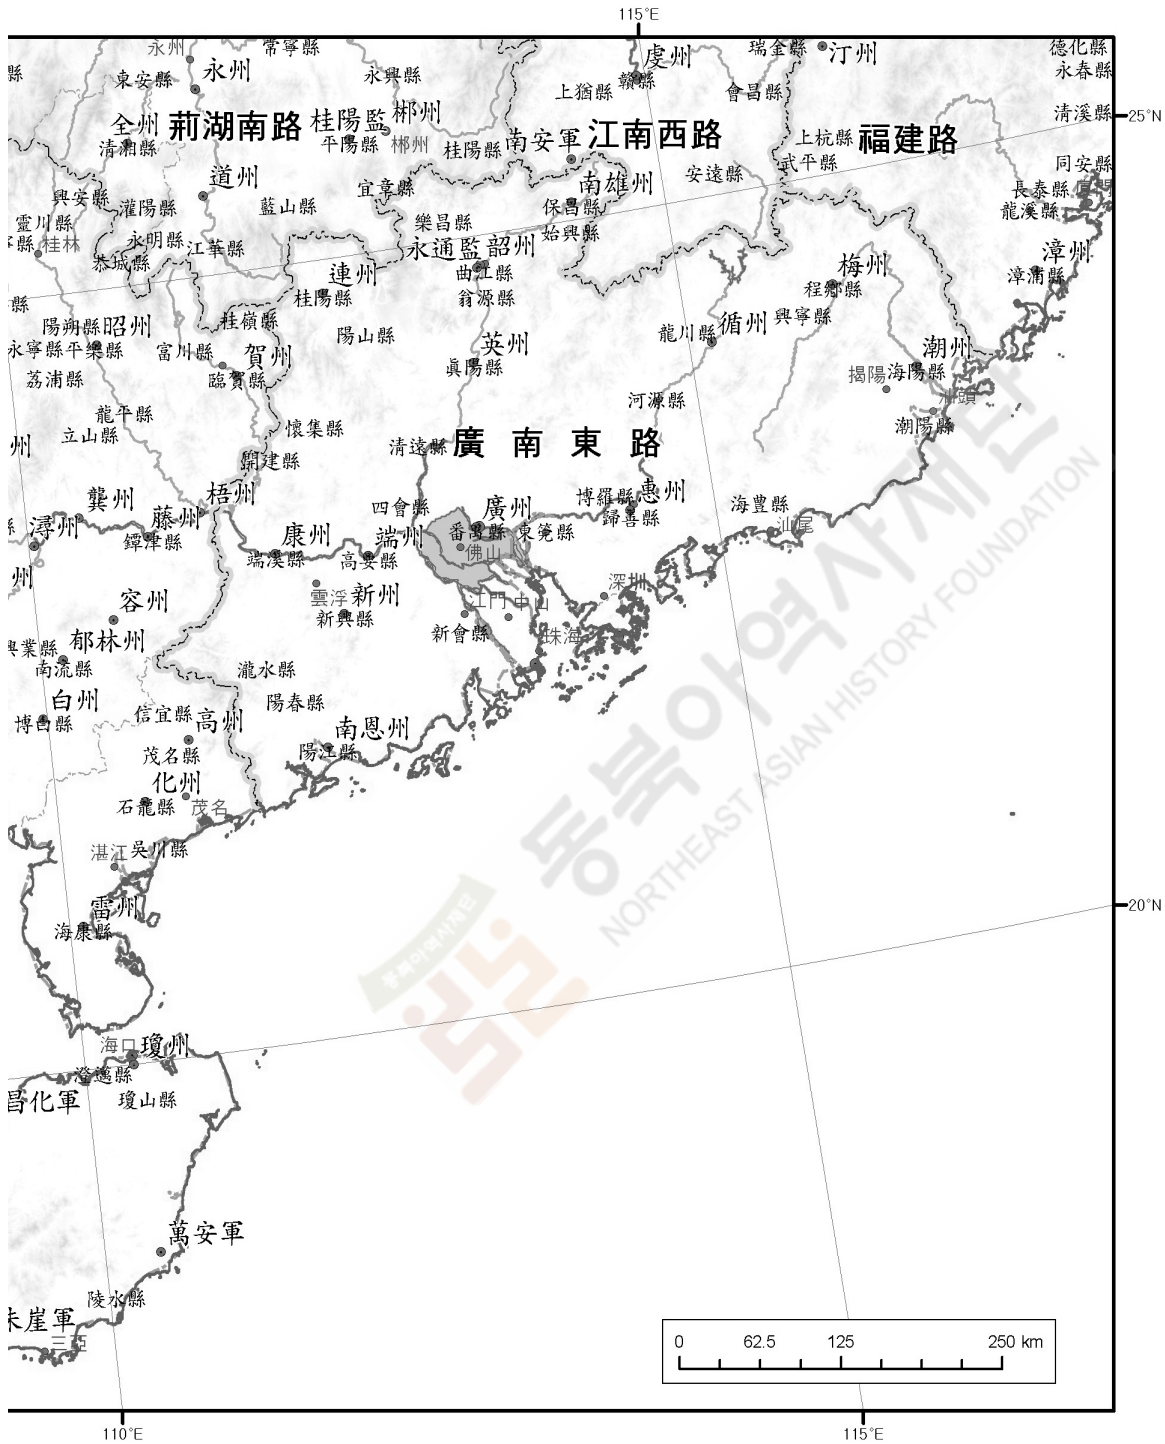 115°E
永州
常寧縣
瑞金縣
汀州
德化縣
虔州
永州
東安縣
永興縣
贛縣
上猶縣
會昌縣
永春縣
清溪縣
25°N
全州
荊湖南路
桂陽監
郴州
南安軍
江南西路
上杭縣
福建路
清湘縣
平陽縣
郴州
桂陽縣
武平縣
同安縣
道州
宜章縣
南雄州
安遠縣
長泰縣
廈門
興安縣
灌陽縣
藍山縣
保昌縣
龍溪縣
靈川縣
樂昌縣
始興縣
桂林
永明縣
江華縣
永通監
韶州
漳州
恭城縣
連州
曲江縣
梅州
漳浦縣
桂陽縣
翁源縣
程鄉縣
陽朔縣
昭州
桂嶺縣
陽山縣
龍川縣
循州
興寧縣
永寧縣
平樂縣
富川縣
賀州
英州
潮州
荔浦縣
臨賀縣
眞陽縣
揭陽
海陽縣
龍平縣
河源縣
汕頭
立山縣
懷集縣
清遠縣
廣南東路
潮陽縣
州
開建縣
龔州
梧州
四會縣
廣州
博羅縣
惠州
海豊縣
潯州
藤州
康州
端州
番禺縣
東莞縣
歸善縣
汕尾
鐔津縣
端溪縣
高要縣
佛山
州
容州
雲浮
新州
江門
中山
深圳
新興縣
新會縣
珠海
興業縣
郁林州
南流縣
瀧水縣
白州
信宜縣
陽春縣
博白縣
高州
南恩州
茂名縣
陽江縣
化州
石龍縣
茂名
湛江
吳川縣
雷州
海康縣
20°N
海口
瓊州
澄邁縣
昌化軍
瓊山縣
萬安軍
陵水縣
朱崖軍
三亞
동북아역사재단
동북아역사재단
NORTHEAST ASIAN HISTORY FOUNDATION
0 62.5 125 250 km
110°E
115°E